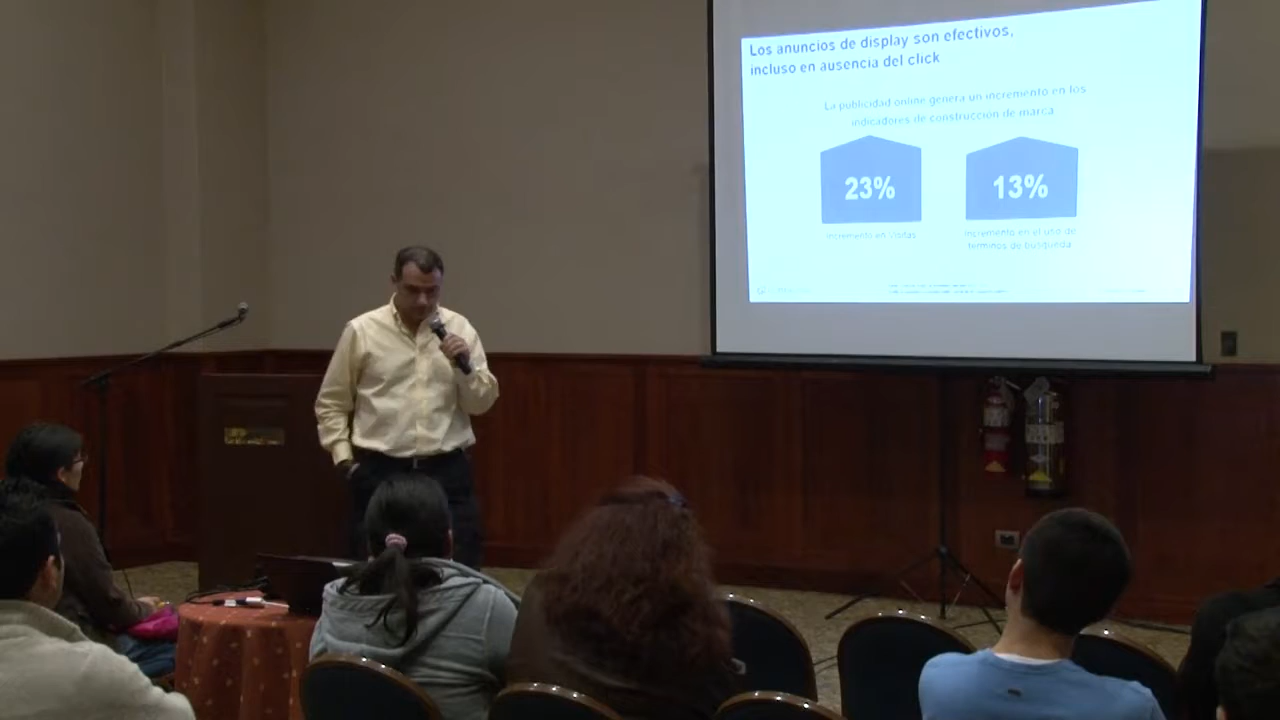 Los anuncios de display son efectivos,
incluso en ausencia del click
La publicidad online genera un incremento en los
indicadores de construcción de marca
23%
13%
Incremento en Visitas
Incremento en el uso de
términos de búsqueda